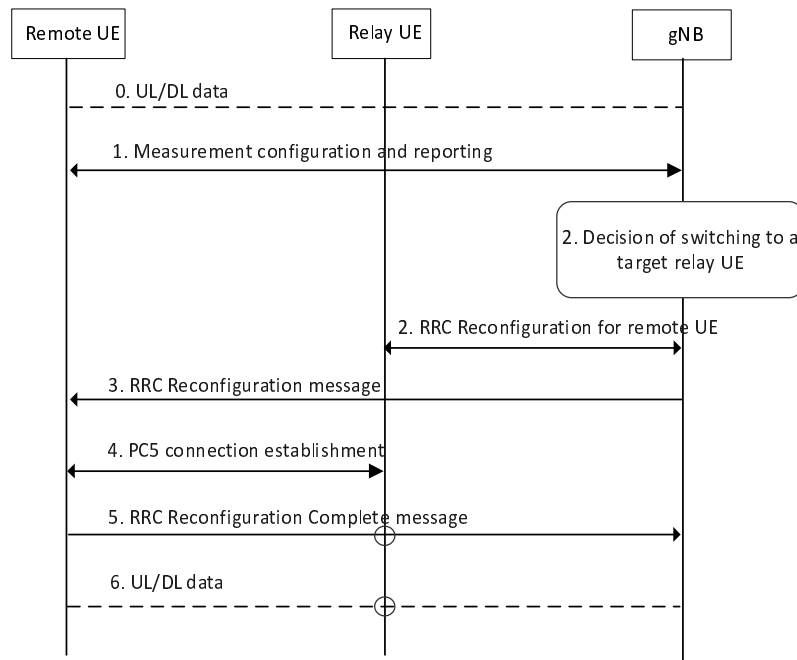 Remote UE
Relay UE
gNB
0. UL/DL data
1. Measurement configuration and reporting
2. Decision of switching to a
target relay UE
2. RRC Reconfiguration for remote UE
3. RRC Reconfiguration message
4. PC5 connection establishment
5. RRC Reconfiguration Complete message
6. UL/DL data